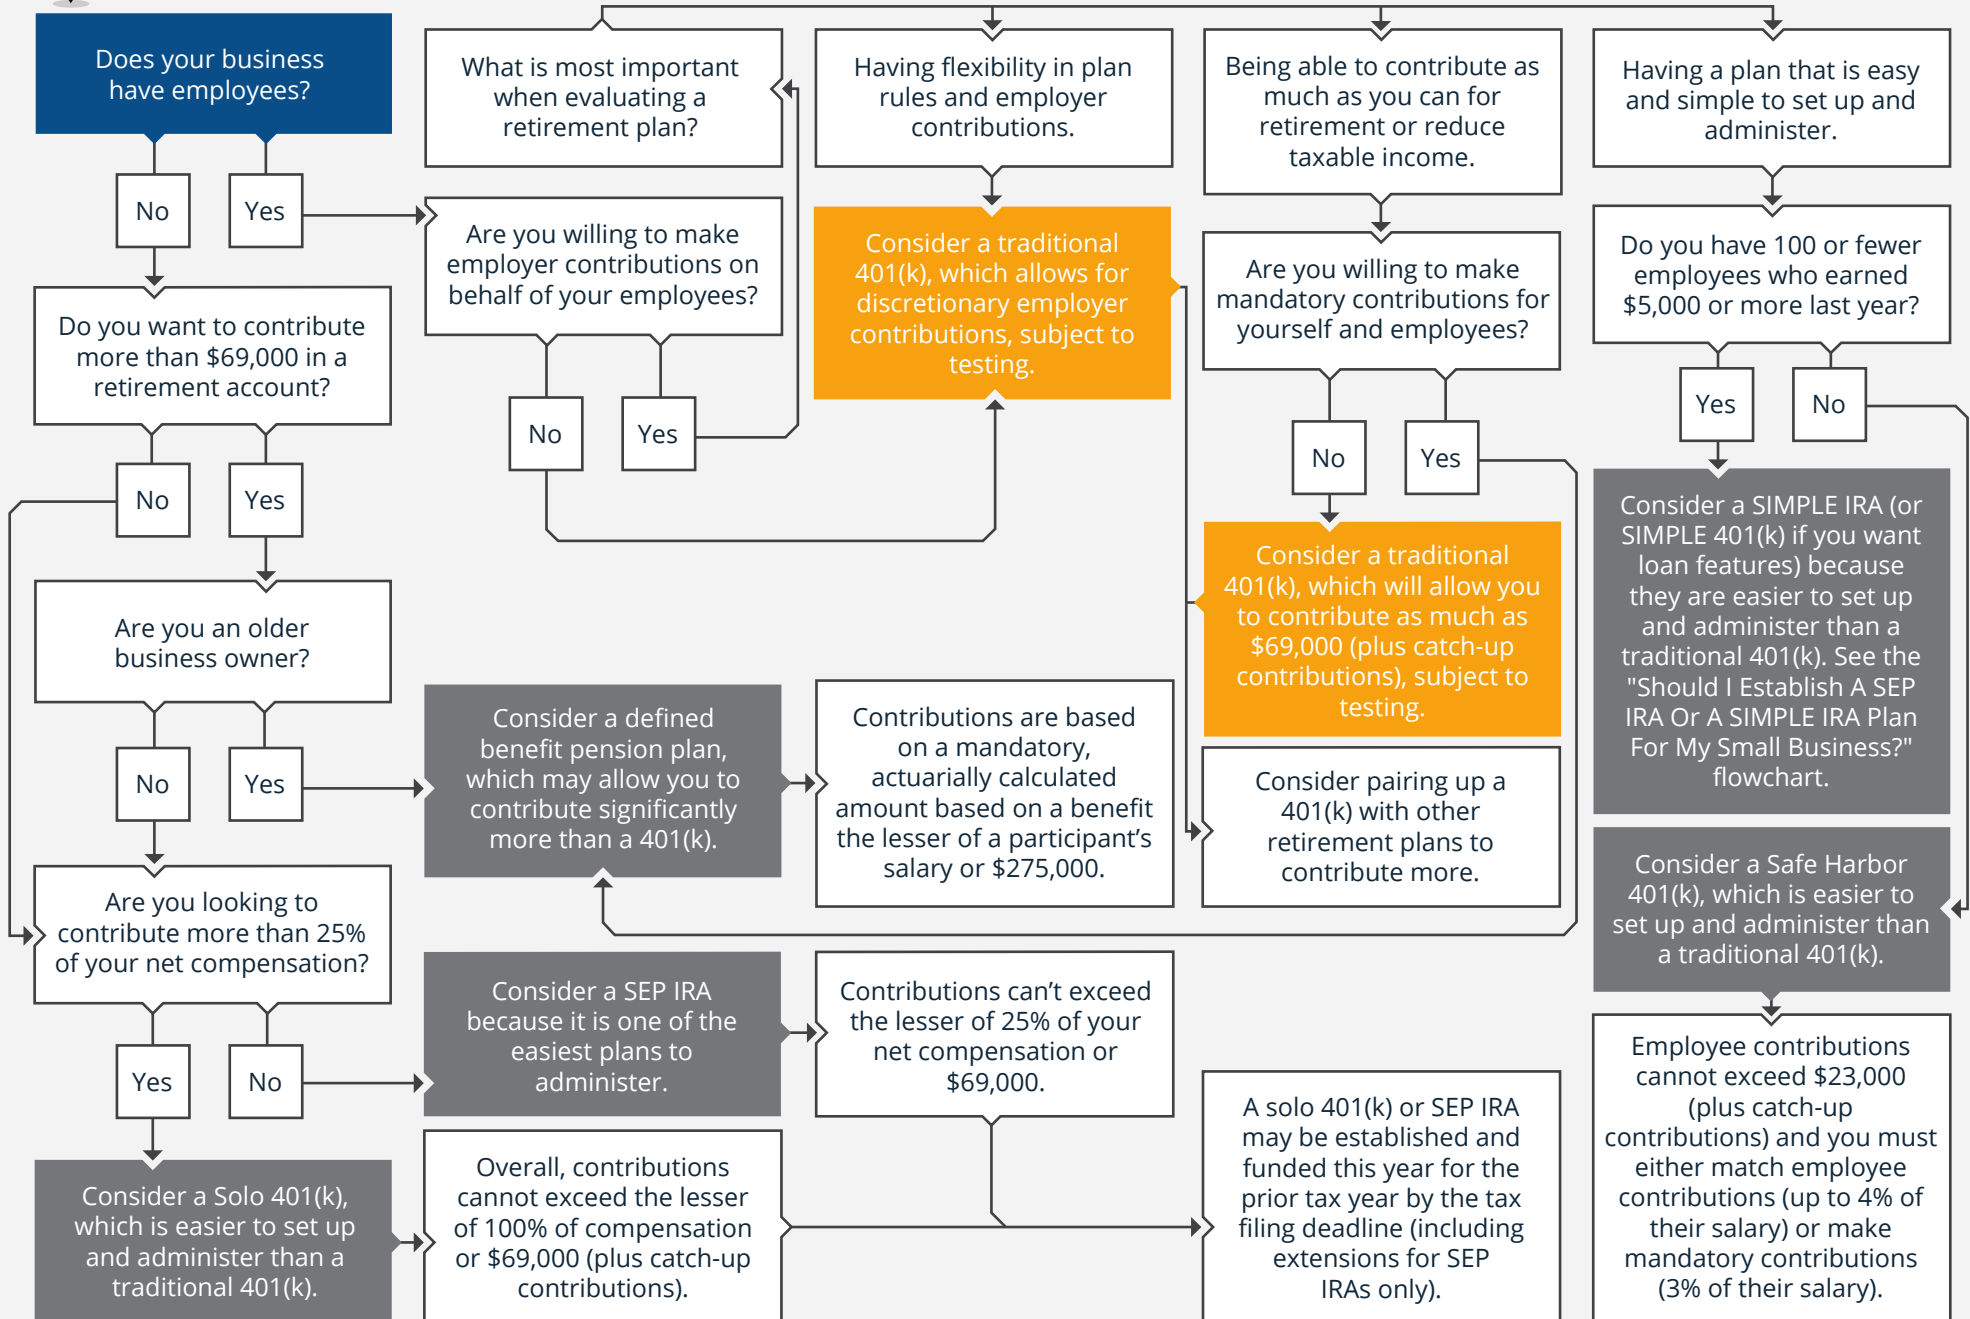 Does your business
have employees?
No
Yes
Do you want to contribute
more than $69,000 in a
retirement account?
No
Yes
Are you an older
business owner?
No
Yes
Are you looking to
contribute more than 25%
of your net compensation?
Yes
No
Consider a Solo 401(k),
which is easier to set up
and administer than a
traditional 401(k).
What is most important
when evaluating a
retirement plan?
Are you willing to make
employer contributions on
behalf of your employees?
No
Yes
Consider a defined
benefit pension plan,
which may allow you to
contribute significantly
more than a 401(k).
Consider a SEP IRA
because it is one of the
easiest plans to
administer.
Overall, contributions
cannot exceed the lesser
of 100% of compensation
or $69,000 (plus catch-up
contributions).
Having flexibility in plan
rules and employer
contributions.
Consider a traditional
401(k), which allows for
discretionary employer
contributions, subject to
testing.
Contributions are based
on a mandatory,
actuarially calculated
amount based on a benefit
the lesser of a participant’s
salary or $275,000.
Contributions can’t exceed
the lesser of 25% of your
net compensation or
$69,000.
Being able to contribute as
much as you can for
retirement or reduce
taxable income.
Are you willing to make
mandatory contributions for
yourself and employees?
No
Yes
Consider a traditional
401(k), which will allow you
to contribute as much as
$69,000 (plus catch-up
contributions), subject to
testing.
Consider pairing up a
401(k) with other
retirement plans to
contribute more.
A solo 401(k) or SEP IRA
may be established and
funded this year for the
prior tax year by the tax
filing deadline (including
extensions for SEP
IRAs only).
Having a plan that is easy
and simple to set up and
administer.
Do you have 100 or fewer
employees who earned
$5,000 or more last year?
Yes
No
Consider a SIMPLE IRA (or
SIMPLE 401(k) if you want
loan features) because
they are easier to set up
and administer than a
traditional 401(k). See the
"Should I Establish A SEP
IRA Or A SIMPLE IRA Plan
For My Small Business?"
flowchart.
Consider a Safe Harbor
401(k), which is easier to
set up and administer than
a traditional 401(k).
Employee contributions
cannot exceed $23,000
(plus catch-up
contributions) and you must
either match employee
contributions (up to 4% of
their salary) or make
mandatory contributions
(3% of their salary).